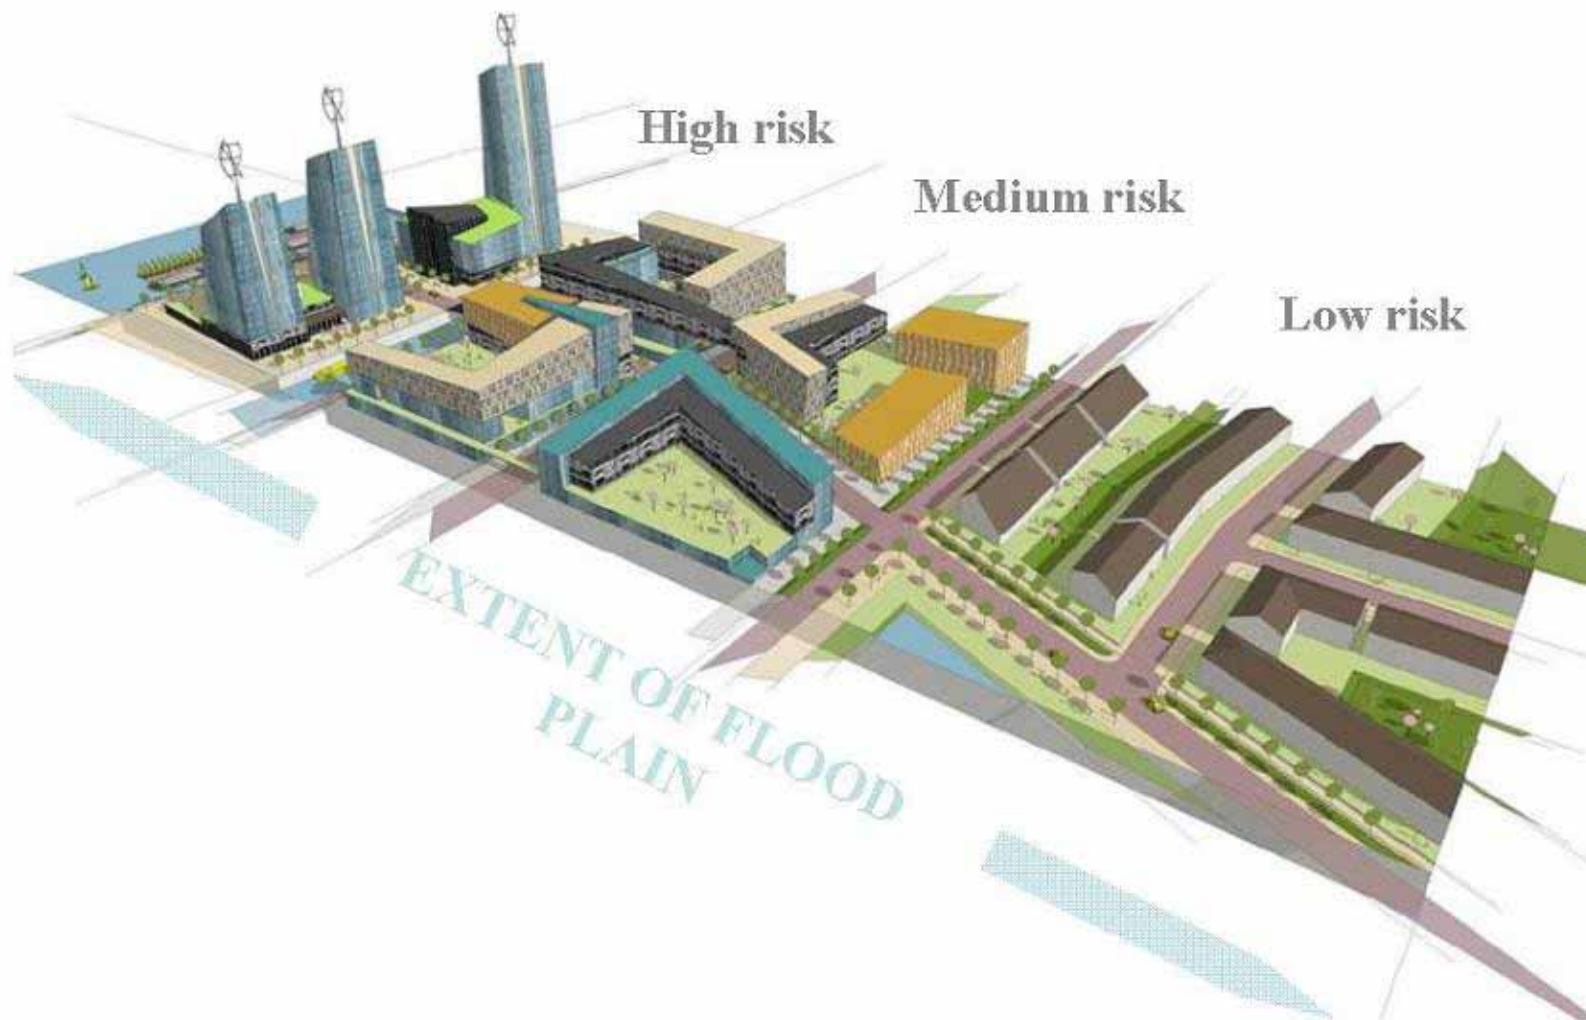 High risk
Medium risk
Low risk
EXTENT OF FLOOD
PLAIN